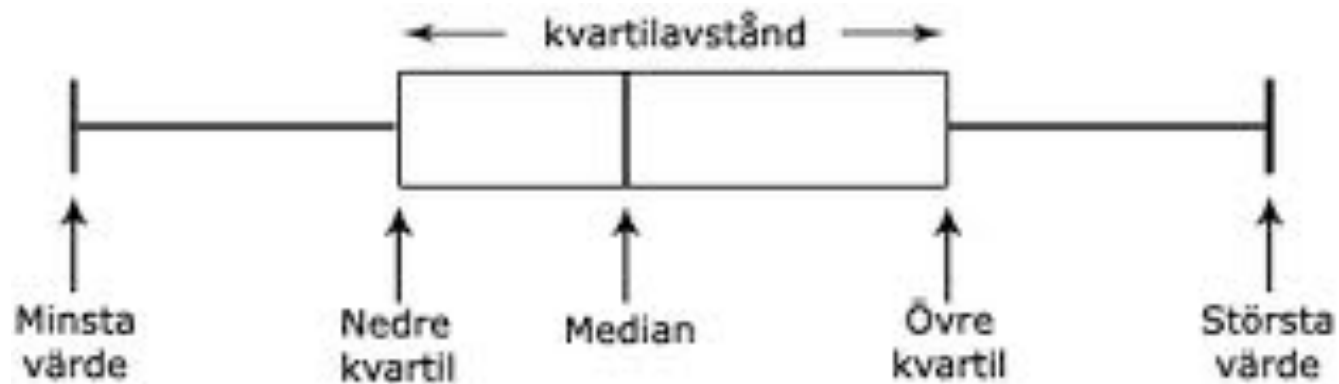 kvartilavstånd
Minsta
värde
Nedre
kvartil
Median
Övre
kvartil
Största
värde